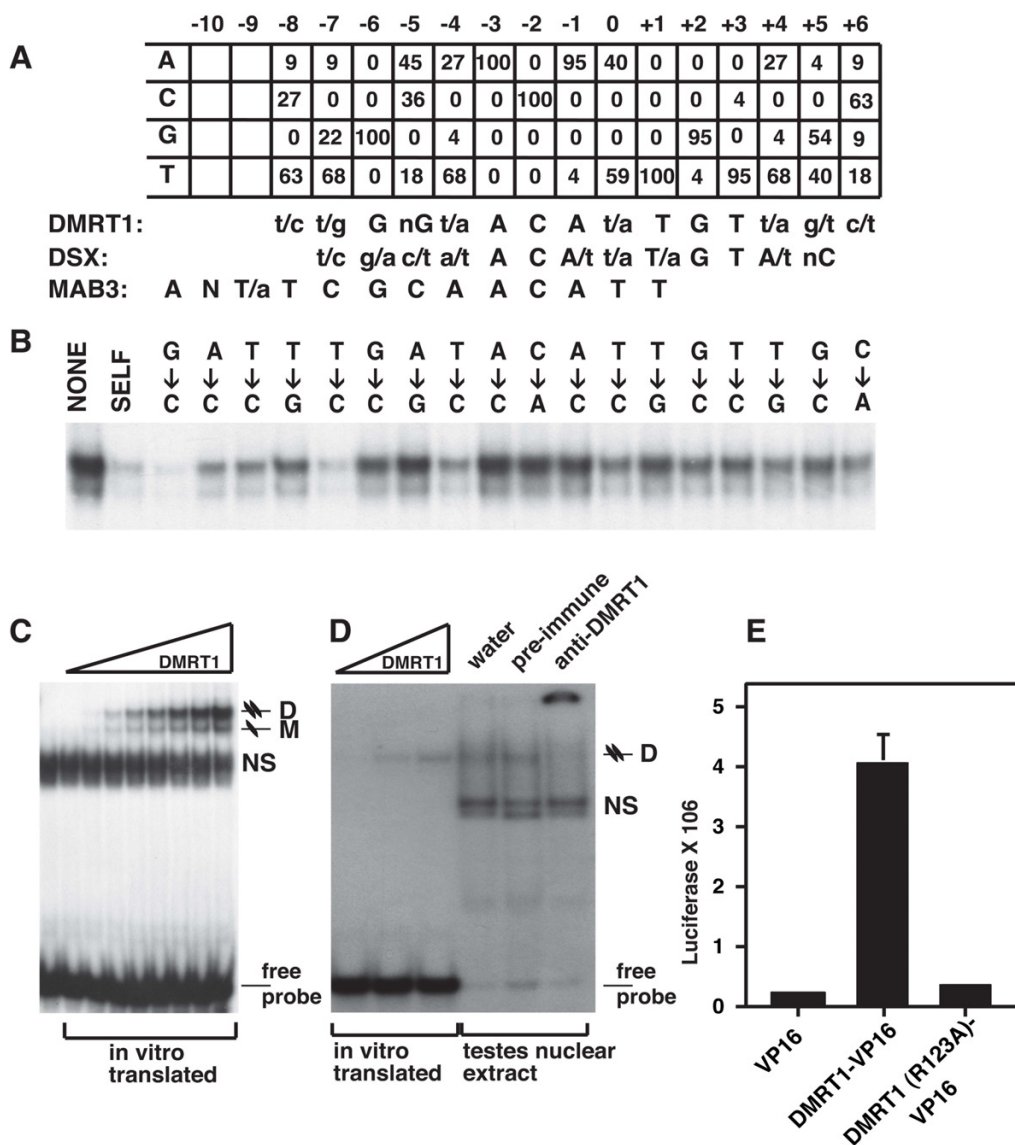 -10 -9 -8 -7 -6 -5 -4 -3 -2 -1 0 +1 +2 +3 +4 +5 +6
A
A 9 9 0 45 27 100 0 95 40 0 0 0 27 4 9
C 27 0 0 36 0 0 100 0 0 0 0 4 0 0 63
G 0 22 100 0 4 0 0 0 0 0 95 0 4 54 9
T 63 68 0 18 68 0 0 4 59 100 4 95 68 40 18
DMRT1: t/c t/g G nG t/a A C A t/a T G T t/a g/t c/t
DSX: t/c g/a c/t a/t A C A/t t/a T/a G T A/t nC
MAB3: A N T/a T C G C A A C A T T
B
NONE SELF G A T T T G A T A C A T T G T T G C
↓ ↓ ↓ ↓ ↓ ↓ ↓ ↓ ↓ ↓ ↓ ↓ ↓ ↓ ↓ ↓ ↓ ↓
C C C G C C G C C A C C G C C G C A
C
DMRT1
D
M
NS
free
probe
in vitro
translated
D
DMRT1
water
pre-immune
anti-DMRT1
D
NS
free
probe
in vitro
translated
testes nuclear
extract
E
Luciferase X 106
5
4
3
2
1
0
VP16
DMRT1-VP16
DMRT1 (R123A)-
VP16